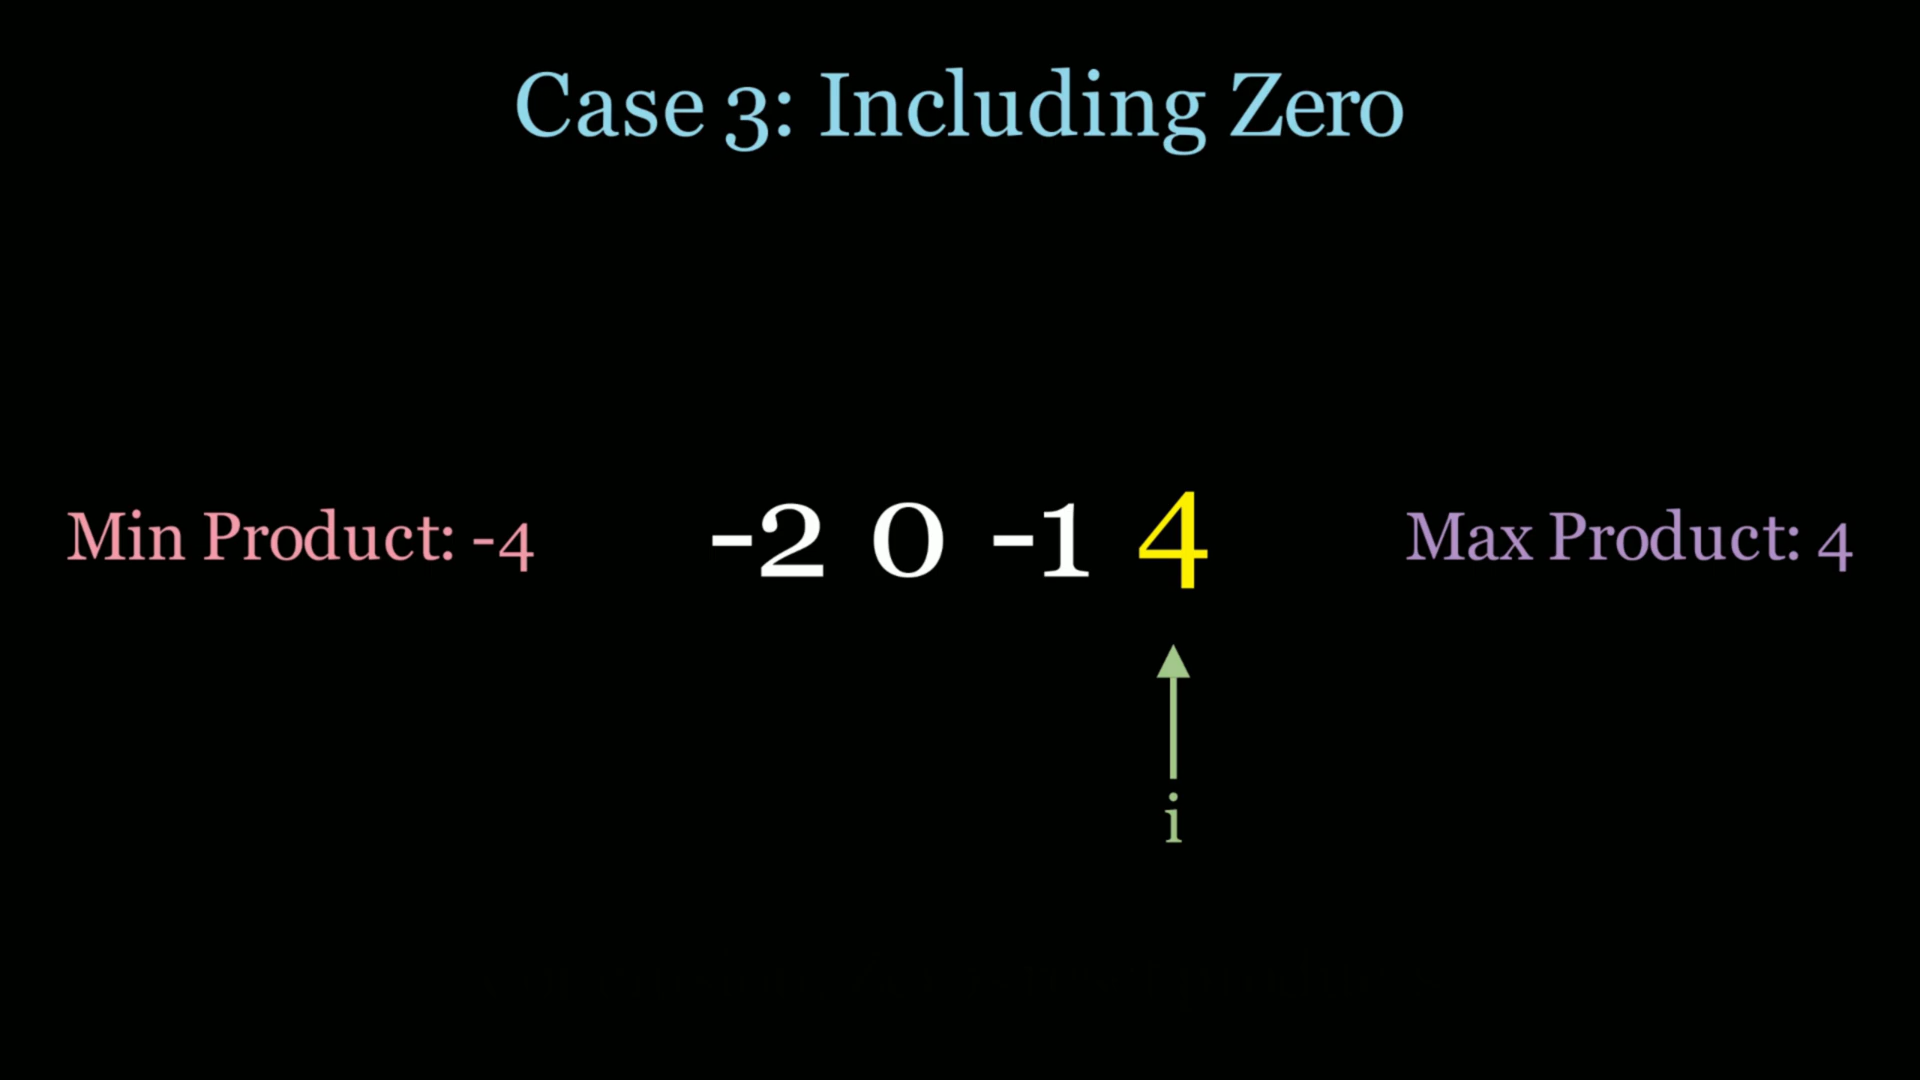 Case 3: Including Zero
Min Product: -4
-2 0 -1 4
Max Product: 4
i